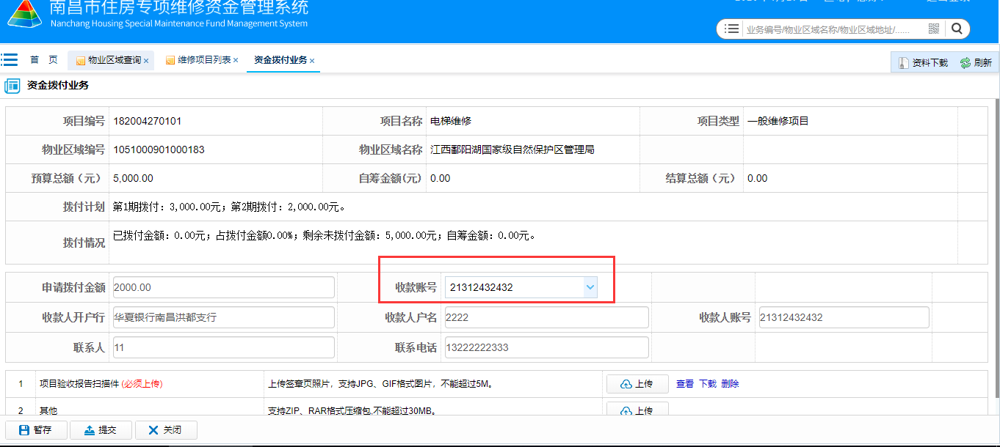 南昌市住房专项维修资金管理系统
Nanchang Housing Special Maintenance Fund Management System
业务编号/物业区域名称/物业区域地址/......
首 页 物业区域查询 × 维修项目列表 × 资金拨付业务 × 资料下载 刷新
资金拨付业务
项目编号 182004270101 项目名称 电梯维修 项目类型 一般维修项目
物业区域编号 1051000901000183 物业区域名称 江西鄱阳湖国家级自然保护区管理局
预算总额（元） 5,000.00 自筹金额(元) 0.00 结算总额（元） 0.00
拨付计划 第1期拨付：3,000.00元；第2期拨付：2,000.00元。
拨付情况 已拨付金额：0.00元；占拨付金额0.00%；剩余未拨付金额：5,000.00元；自筹金额：0.00元。
申请拨付金额 2000.00 收款账号 21312432432
收款人开户行 华夏银行南昌洪都支行 收款人户名 2222 收款人账号 21312432432
联系人 11 联系电话 13222222333
1 项目验收报告扫描件 (必须上传) 上传签章页照片，支持JPG、GIF格式图片，不能超过5M。 上传 查看 下载 删除
2 其他 支持ZIP、RAR格式压缩包,不能超过30MB。 上传
暂存 提交 关闭